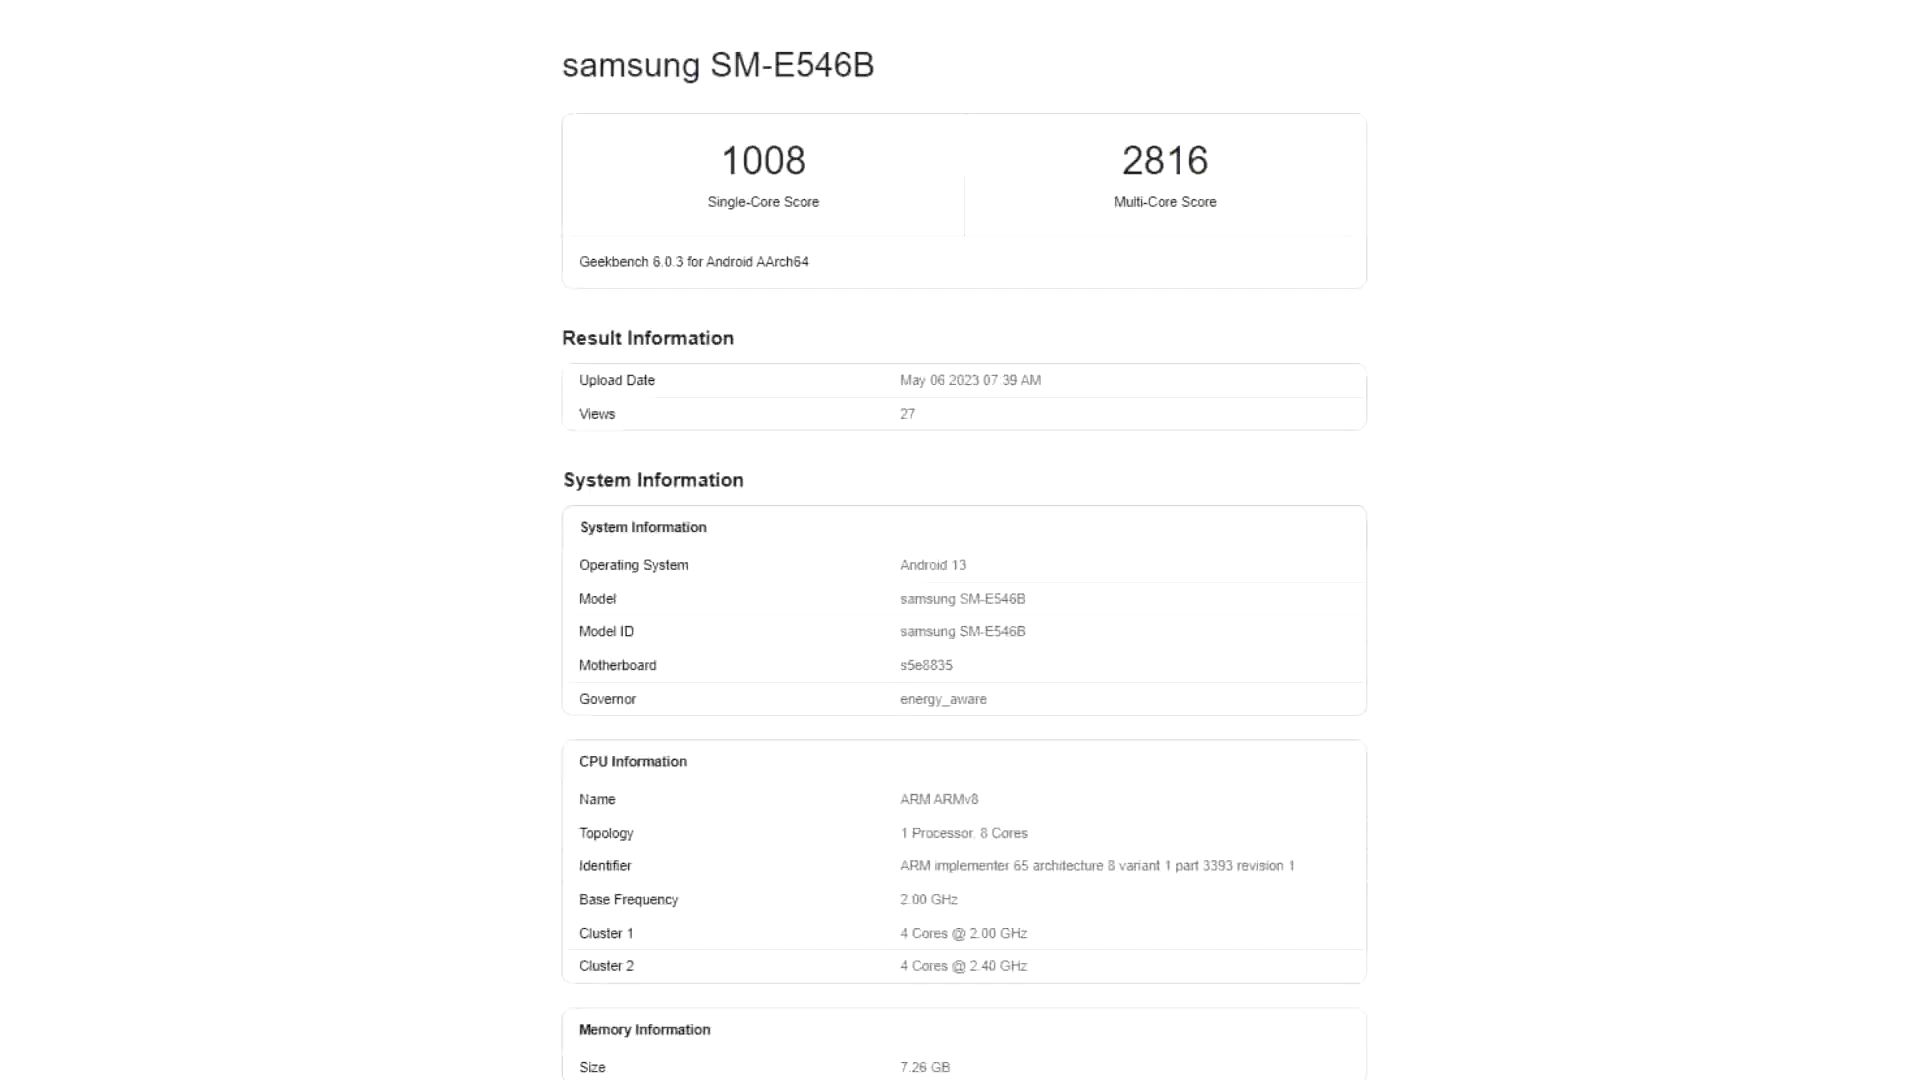 samsung SM-E546B
1008
2816
Single-Core Score
Multi-Core Score
Geekbench 6.0.3 for Android AArch64
Result Information
Upload Date May 06 2023 07:39 AM
Views 27
System Information
System Information
Operating System Android 13
Model samsung SM-E546B
Model ID samsung SM-E546B
Motherboard s5e8835
Governor energy_aware
CPU Information
Name ARM ARMv8
Topology 1 Processor, 8 Cores
Identifier ARM implementer 65 architecture 8 variant 1 part 3393 revision 1
Base Frequency 2.00 GHz
Cluster 1 4 Cores @ 2.00 GHz
Cluster 2 4 Cores @ 2.40 GHz
Memory Information
Size 7.26 GB